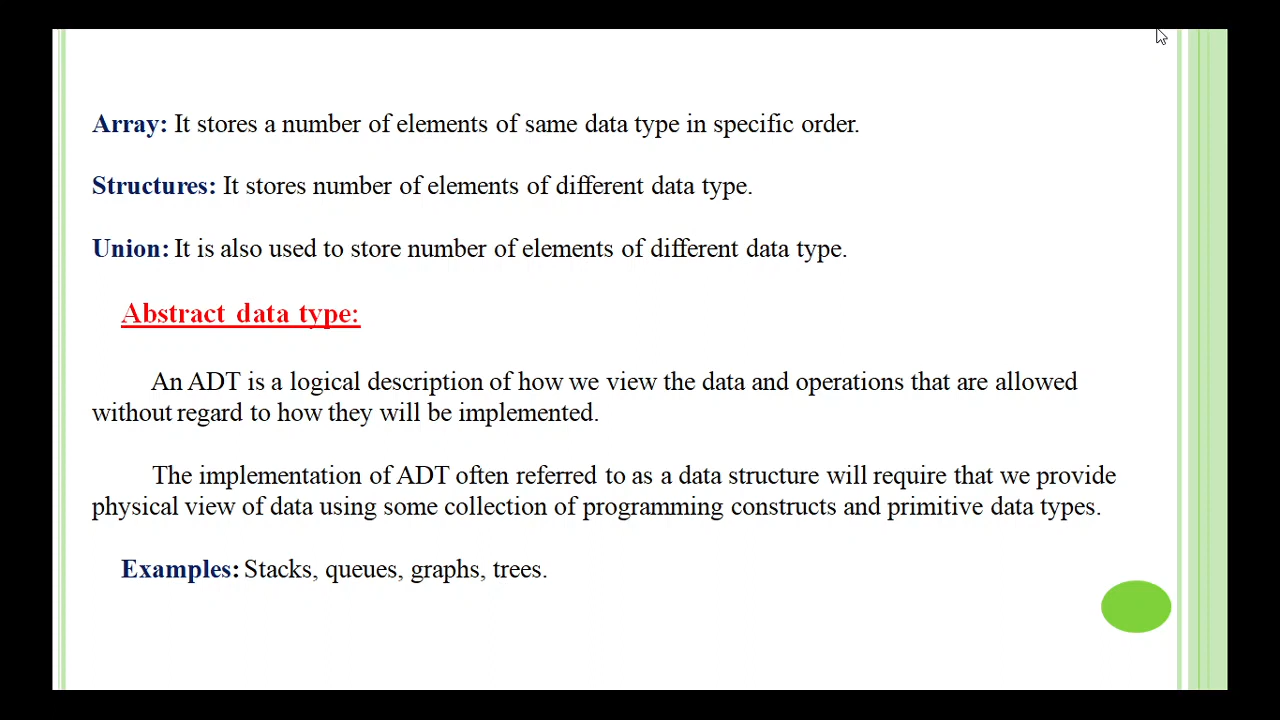 Array: It stores a number of elements of same data type in specific order.
Structures: It stores number of elements of different data type.
Union: It is also used to store number of elements of different data type.
Abstract data type:
An ADT is a logical description of how we view the data and operations that are allowed
without regard to how they will be implemented.
The implementation of ADT often referred to as a data structure will require that we provide
physical view of data using some collection of programming constructs and primitive data types.
Examples: Stacks, queues, graphs, trees.